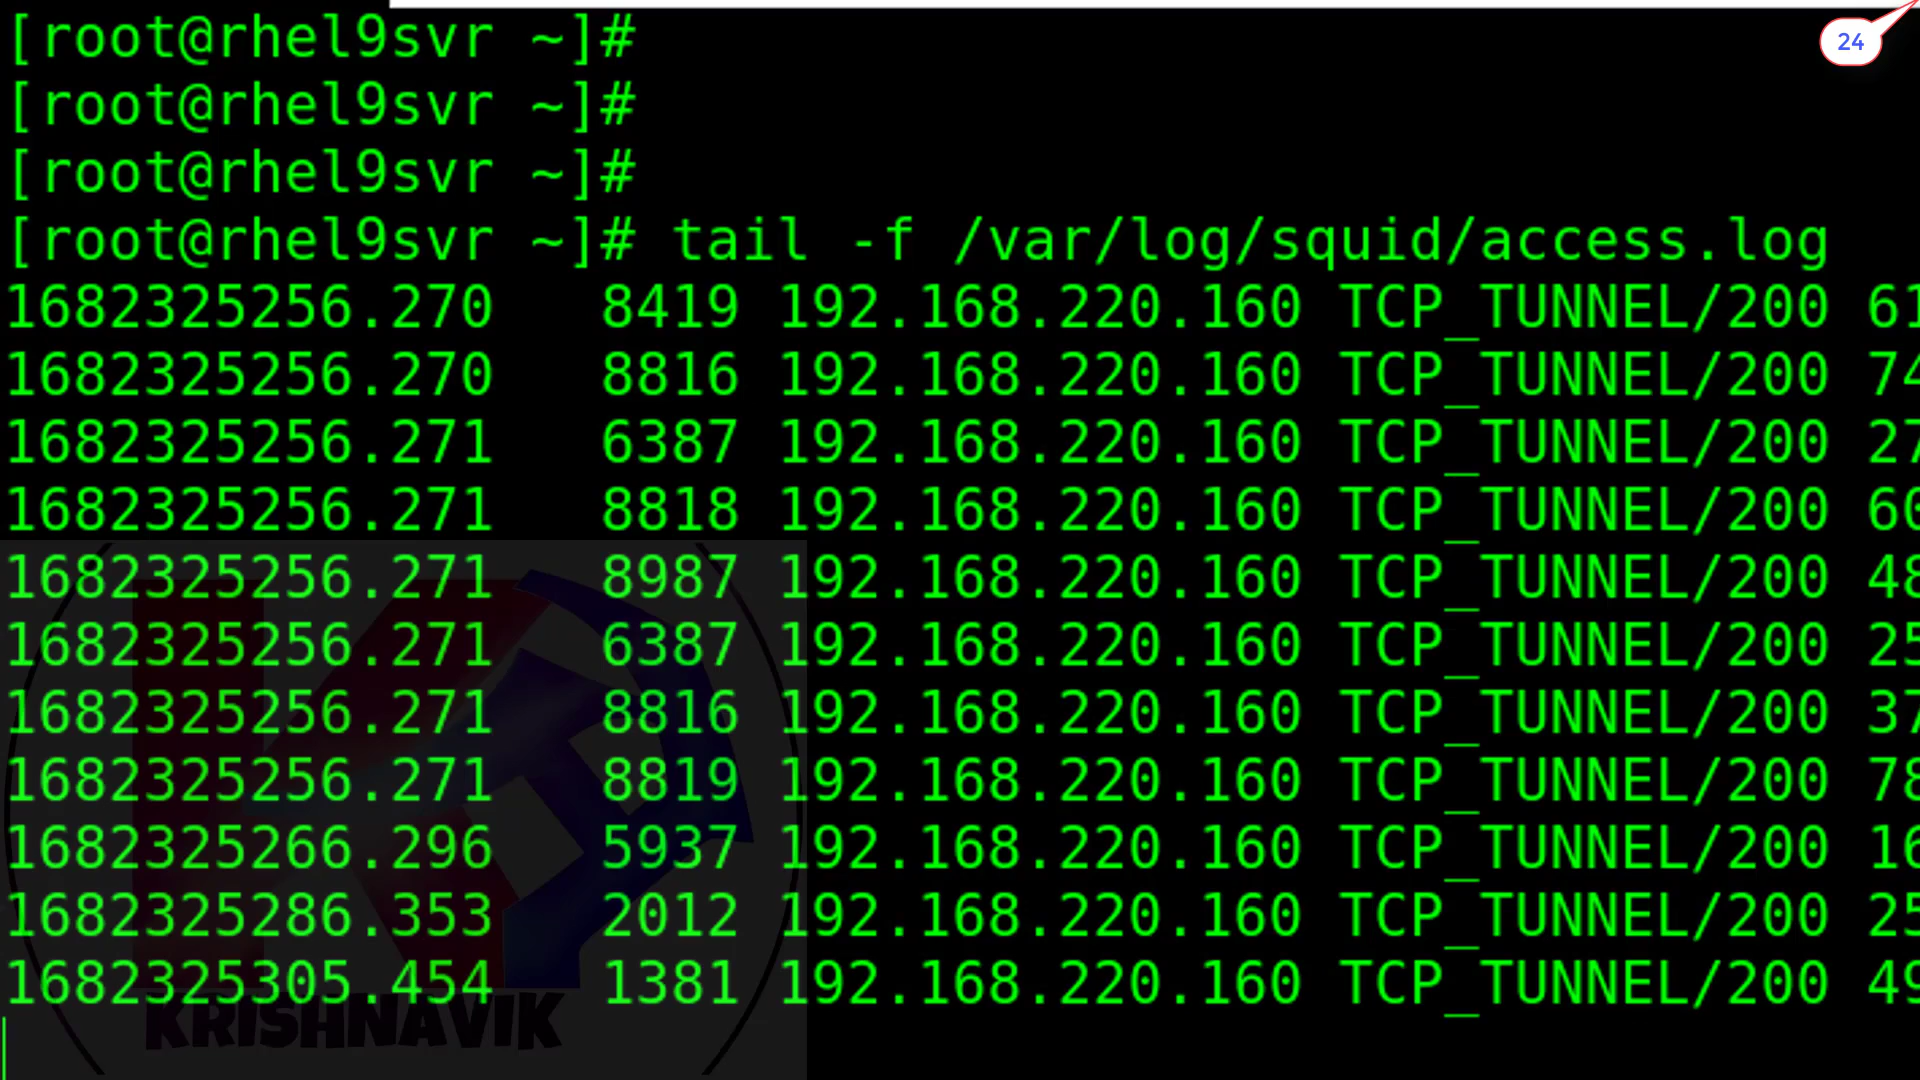 24
[root@rhel9svr ~]#
[root@rhel9svr ~]#
[root@rhel9svr ~]#
[root@rhel9svr ~]# tail -f /var/log/squid/access.log
1682325256.270   8419 192.168.220.160 TCP_TUNNEL/200 61
1682325256.270   8816 192.168.220.160 TCP_TUNNEL/200 74
1682325256.271   6387 192.168.220.160 TCP_TUNNEL/200 27
1682325256.271   8818 192.168.220.160 TCP_TUNNEL/200 60
1682325256.271   8987 192.168.220.160 TCP_TUNNEL/200 48
1682325256.271   6387 192.168.220.160 TCP_TUNNEL/200 25
1682325256.271   8816 192.168.220.160 TCP_TUNNEL/200 37
1682325256.271   8819 192.168.220.160 TCP_TUNNEL/200 78
1682325266.296   5937 192.168.220.160 TCP_TUNNEL/200 16
1682325286.353   2012 192.168.220.160 TCP_TUNNEL/200 25
1682325305.454   1381 192.168.220.160 TCP_TUNNEL/200 49
KRISHNAVIK